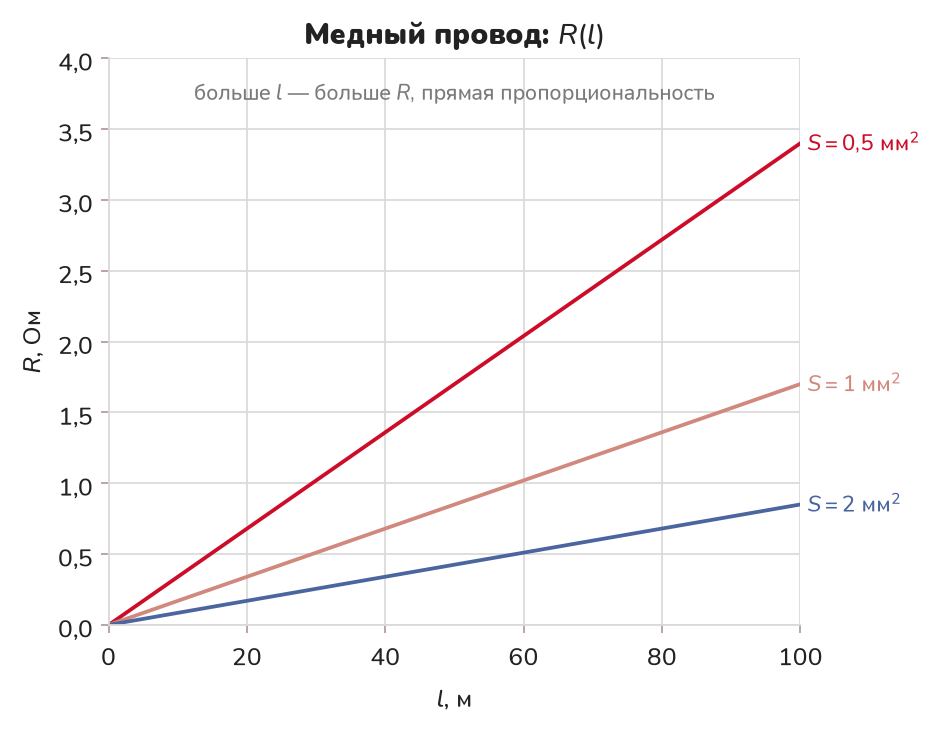 Медный провод: R(l)
4,0
больше l — больше R, прямая пропорциональность
3,5
S = 0,5 мм²
3,0
2,5
2,0
R, Ом
1,5
S = 1 мм²
1,0
S = 2 мм²
0,5
0,0
0 20 40 60 80 100
l, м